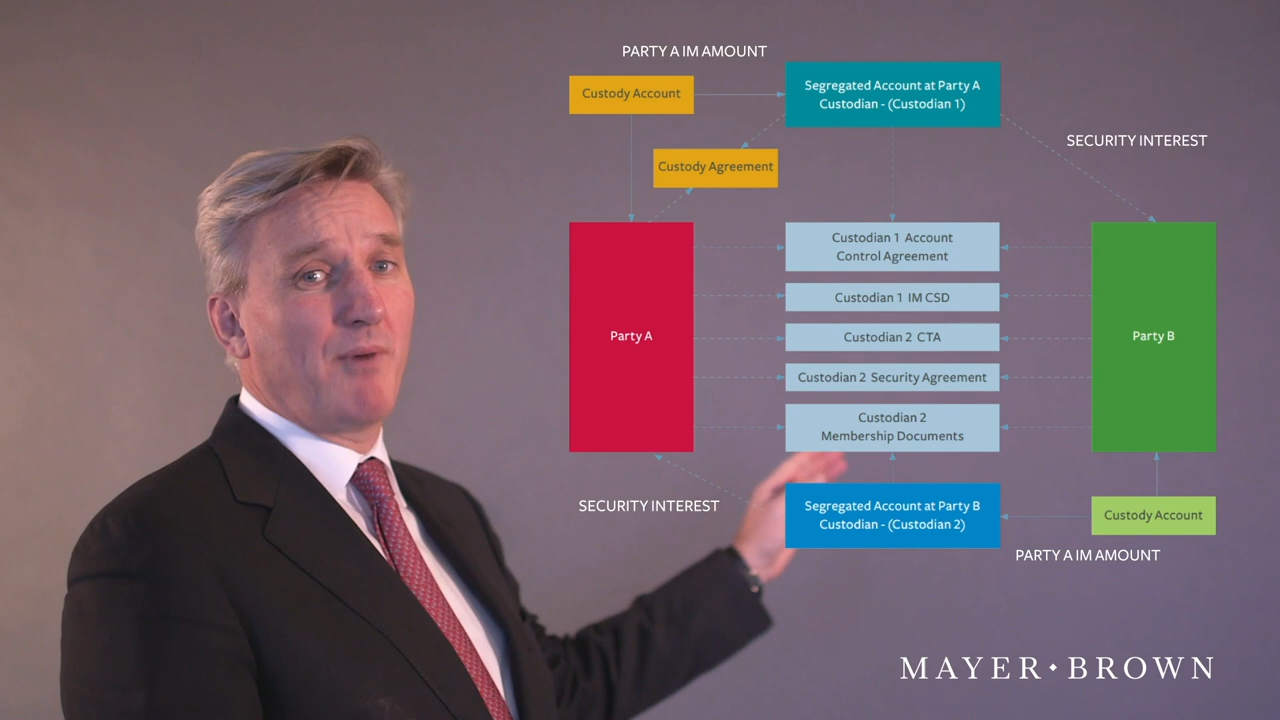 PARTY A IM AMOUNT
Custody Account
Segregated Account at Party A
Custodian - (Custodian 1)
SECURITY INTEREST
Custody Agreement
Party A
Custodian 1 Account
Control Agreement
Custodian 1 IM CSD
Custodian 2 CTA
Custodian 2 Security Agreement
Custodian 2
Membership Documents
Party B
SECURITY INTEREST
Segregated Account at Party B
Custodian - (Custodian 2)
Custody Account
PARTY A IM AMOUNT
MAYER • BROWN